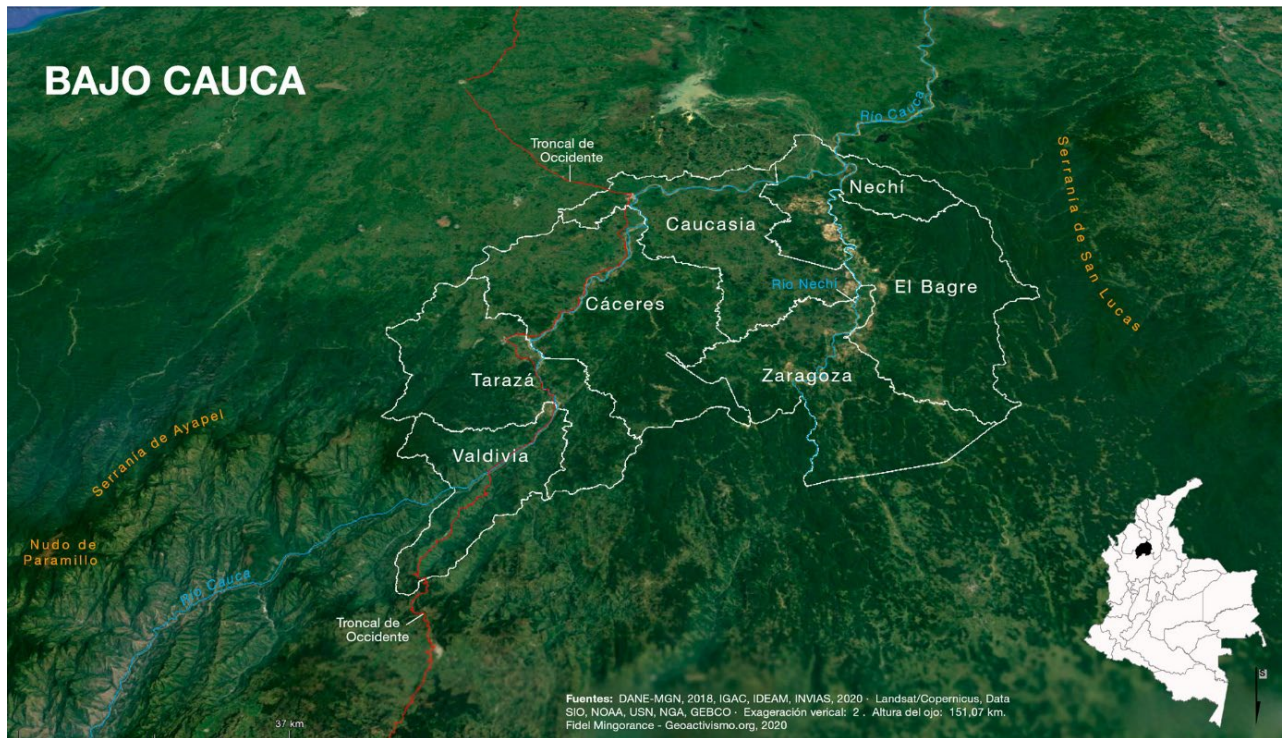 BAJO CAUCA
Troncal de
Occidente
Río Cauca
Serranía de San Lucas
Nechí
Caucasia
Río Nechí
El Bagre
Cáceres
Tarazá
Zaragoza
Serranía de Ayapel
Valdivia
Nudo de
Paramillo
Río Cauca
Troncal de
Occidente
37 km
Fuentes: DANE-MGN, 2018, IGAC, IDEAM, INVIAS, 2020 · Landsat/Copernicus, Data
SIO, NOAA, USN, NGA, GEBCO · Exageración verical: 2 . Altura del ojo: 151,07 km.
Fidel Mingorance - Geoactivismo.org, 2020
S